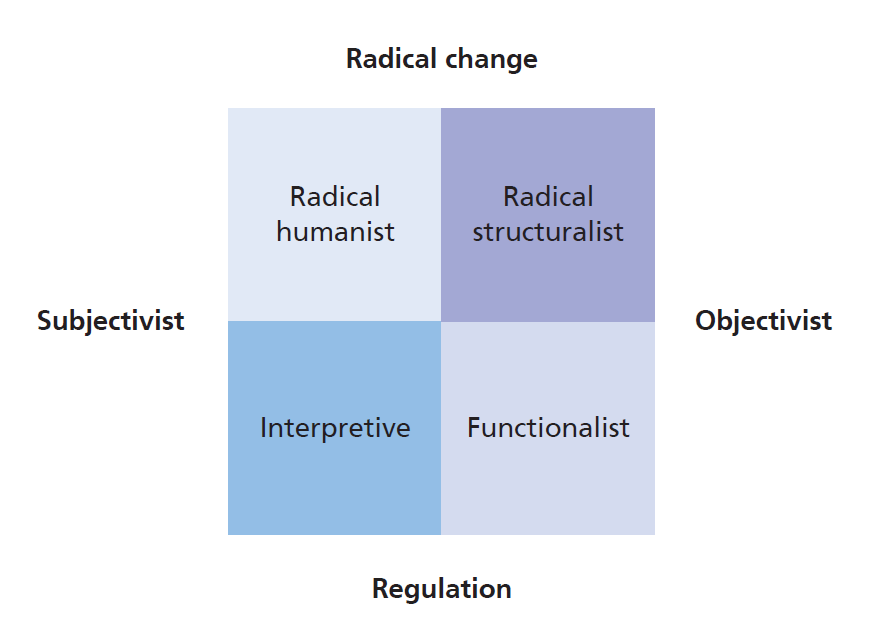 Radical change
Radical
humanist
Radical
structuralist
Subjectivist
Objectivist
Interpretive
Functionalist
Regulation